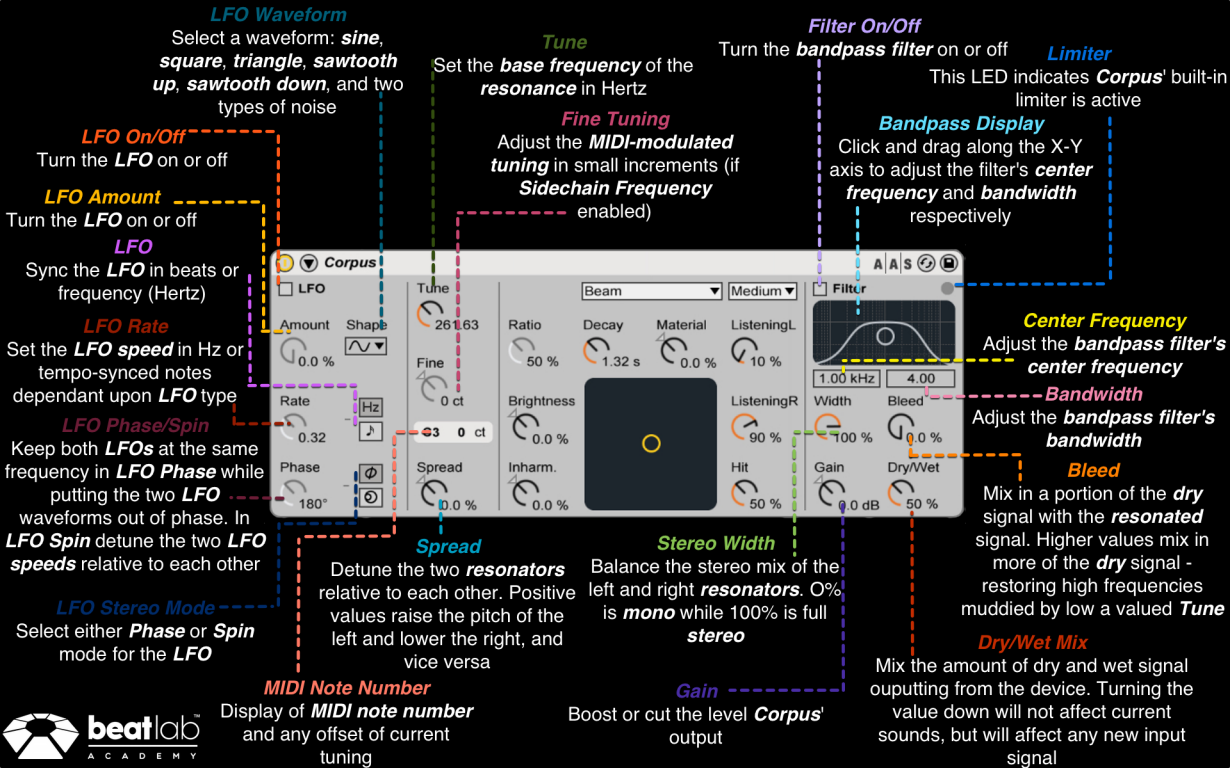 LFO Waveform
Select a waveform: sine,
square, triangle, sawtooth
up, sawtooth down, and two
types of noise
LFO On/Off
Turn the LFO on or off
LFO Amount
Turn the LFO on or off
LFO
Sync the LFO in beats or
frequency (Hertz)
LFO Rate
Set the LFO speed in Hz or
tempo-synced notes
dependant upon LFO type
LFO Phase/Spin
Keep both LFOs at the same
frequency in LFO Phase while
putting the two LFO
waveforms out of phase. In
LFO Spin detune the two LFO
speeds relative to each other
LFO Stereo Mode
Select either Phase or Spin
mode for the LFO
Tune
Set the base frequency of the
resonance in Hertz
Fine Tuning
Adjust the MIDI-modulated
tuning in small increments (if
Sidechain Frequency
enabled)
Filter On/Off
Turn the bandpass filter on or off
Limiter
This LED indicates Corpus' built-in
limiter is active
Bandpass Display
Click and drag along the X-Y
axis to adjust the filter's center
frequency and bandwidth
respectively
Corpus
A|A|S
LFO
Amount
0.0 %
Shape
Rate
0.32
Hz
Phase
180°
Tune
261.63
Fine
0 ct
C3 0 ct
Spread
0.0 %
Beam
Medium
Ratio
50 %
Decay
1.32 s
Material
0.0 %
ListeningL
10 %
Brightness
0.0 %
ListeningR
90 %
Inharm.
0.0 %
Hit
50 %
Filter
1.00 kHz
4.00
Width
100 %
Bleed
0.0 %
Gain
0.0 dB
Dry/Wet
50 %
Center Frequency
Adjust the bandpass filter's
center frequency
Bandwidth
Adjust the bandpass filter's
bandwidth
Bleed
Mix in a portion of the dry
signal with the resonated
signal. Higher values mix in
more of the dry signal -
restoring high frequencies
muddied by low a valued Tune
Spread
Detune the two resonators
relative to each other. Positive
values raise the pitch of the
left and lower the right, and
vice versa
Stereo Width
Balance the stereo mix of the
left and right resonators. O%
is mono while 100% is full
stereo
MIDI Note Number
Display of MIDI note number
and any offset of current
tuning
Gain
Boost or cut the level Corpus'
output
Dry/Wet Mix
Mix the amount of dry and wet signal
ouputting from the device. Turning the
value down will not affect current
sounds, but will affect any new input
signal
beatlab™
ACADEMY